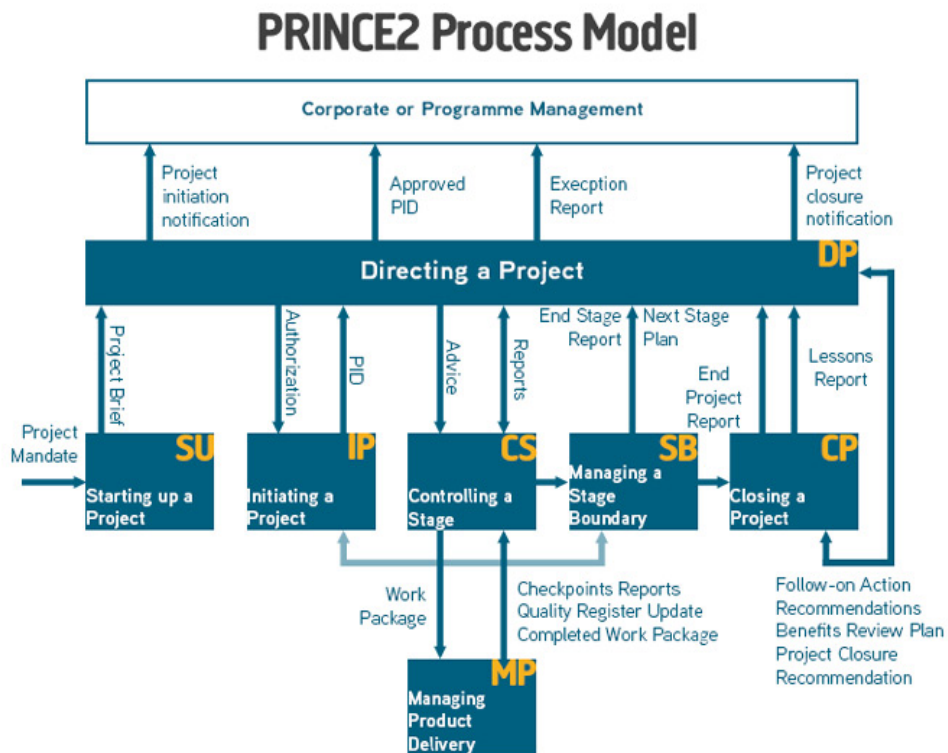 PRINCE2 Process Model
Corporate or Programme Management
Project
initiation
notification
Approved
PID
Execption
Report
Project
closure
notification
DP
Directing a Project
Project Brief
Authorization
PID
Advice
Reports
End Stage
Report
Next Stage
Plan
End
Project
Report
Lessons
Report
Project
Mandate
SU
Starting up a
Project
IP
Initiating a
Project
CS
Controlling a
Stage
SB
Managing a
Stage
Boundary
CP
Closing a
Project
Work
Package
Checkpoints Reports
Quality Register Update
Completed Work Package
Follow-on Action
Recommendations
Benefits Review Plan
Project Closure
Recommendation
MP
Managing
Product
Delivery